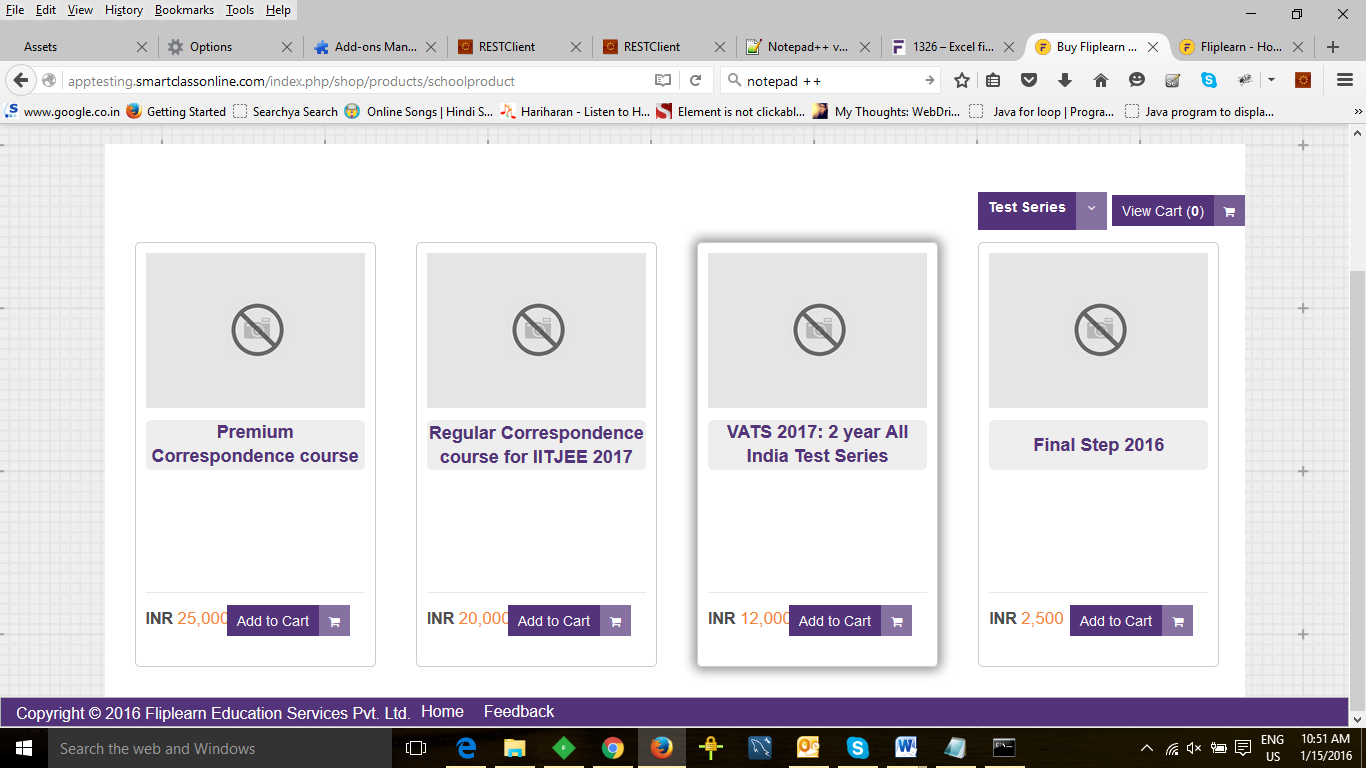 File Edit View History Bookmarks Tools Help
Assets Options Add-ons Man... RESTClient RESTClient Notepad++ v... 1326 – Excel fi... Buy Fliplearn ... Fliplearn - Ho...
apptesting.smartclassonline.com/index.php/shop/products/schoolproduct notepad ++
www.google.co.in Getting Started Searchya Search Online Songs | Hindi S... Hariharan - Listen to H... Element is not clickabl... My Thoughts: WebDri... Java for loop | Progra... Java program to displa...
Test Series View Cart (0)
Premium
Correspondence course
Regular Correspondence
course for IITJEE 2017
VATS 2017: 2 year All
India Test Series
Final Step 2016
INR 25,000 Add to Cart
INR 20,000 Add to Cart
INR 12,000 Add to Cart
INR 2,500 Add to Cart
Copyright © 2016 Fliplearn Education Services Pvt. Ltd. Home Feedback
Search the web and Windows
ENG
US
10:51 AM
1/15/2016